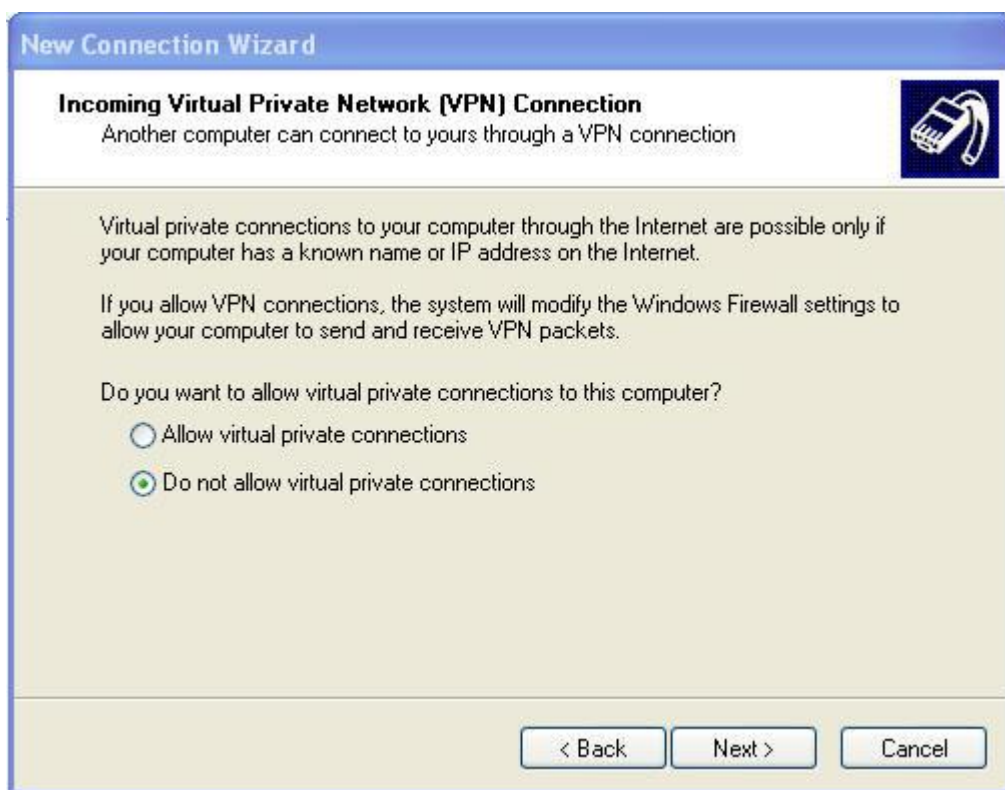 New Connection Wizard
Incoming Virtual Private Network (VPN) Connection
Another computer can connect to yours through a VPN connection
Virtual private connections to your computer through the Internet are possible only if
your computer has a known name or IP address on the Internet.
If you allow VPN connections, the system will modify the Windows Firewall settings to
allow your computer to send and receive VPN packets.
Do you want to allow virtual private connections to this computer?
Allow virtual private connections
Do not allow virtual private connections
< Back
Next >
Cancel